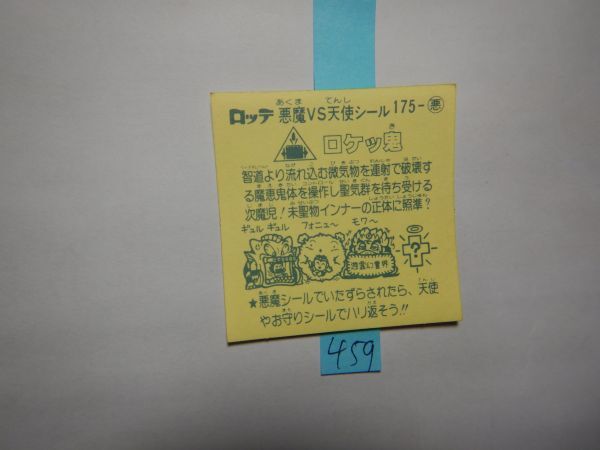 ロッテ 悪魔VS天使シール 175-悪
ロケッ鬼
智道より流れ込む微気物を連射で破壊す
る魔恵鬼体を操作し聖気群を待ち受ける
次魔児!未聖物インナーの正体に照準?
ギュル ギュル フォニュ〜 モワ〜
源霊幻曹界
?
★悪魔シールでいたずらされたら、天使
やお守りシールでハリ返そう!!
459